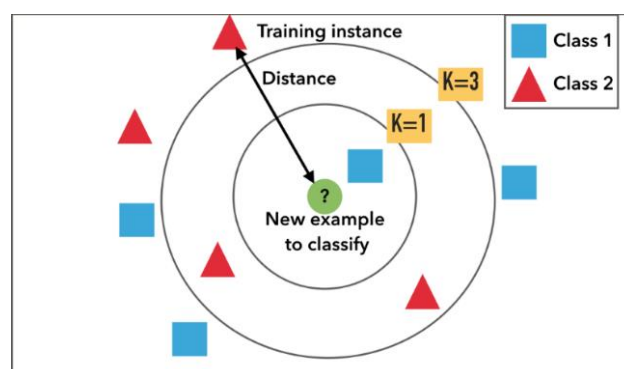 Training instance
Distance
K=3
K=1
?
New example
to classify
Class 1
Class 2